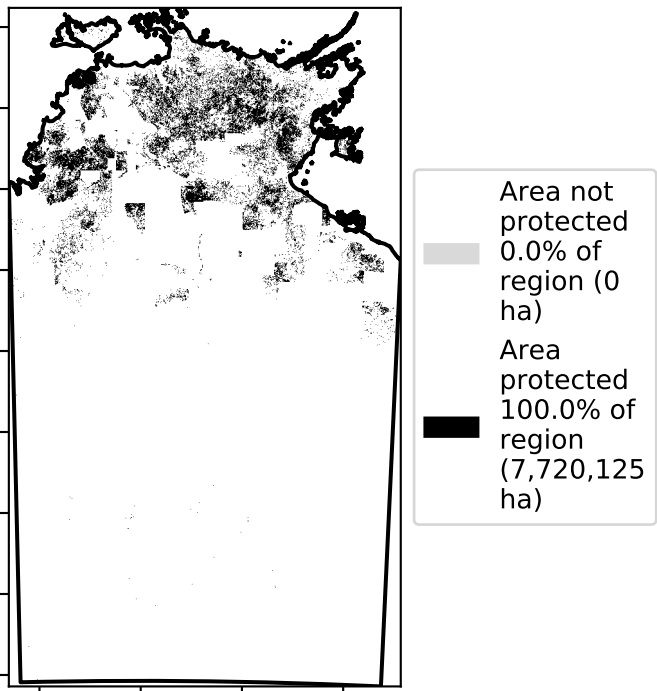 Area not
protected
0.0% of
region (0
ha)
Area
protected
100.0% of
region
(7,720,125
ha)